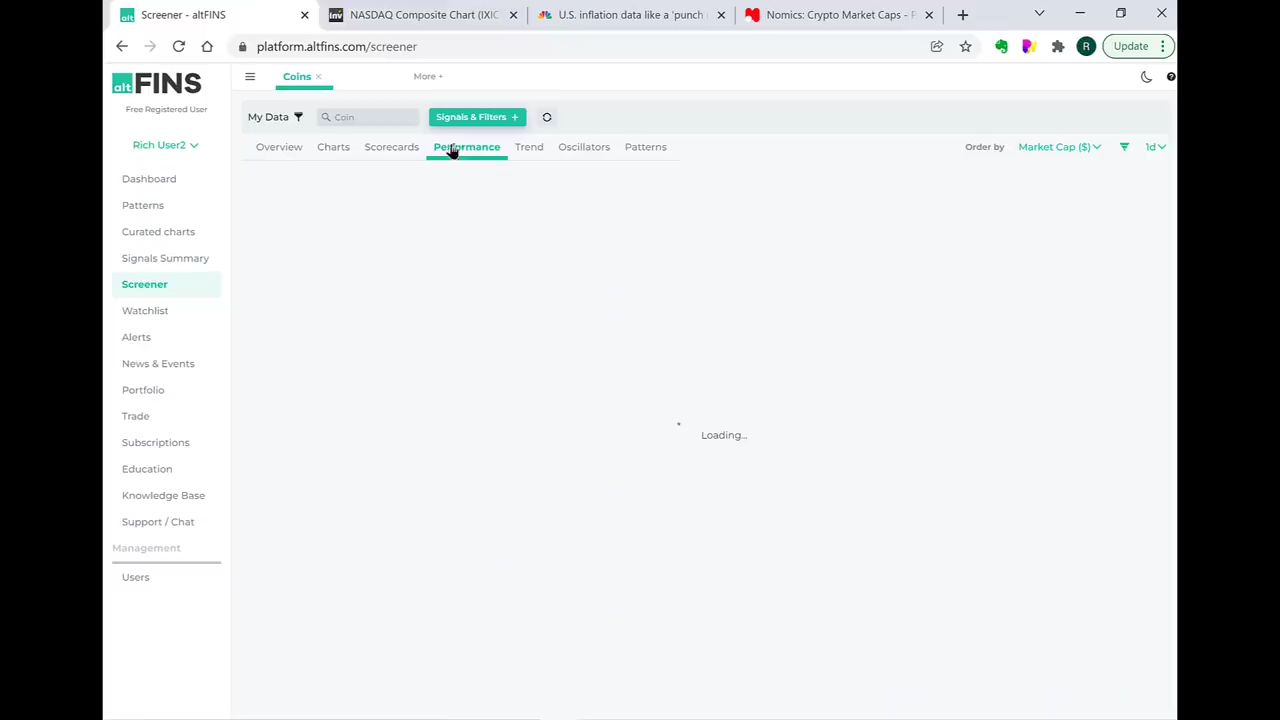 Screener - altFINS
NASDAQ Composite Chart (IXIC
U.S. inflation data like a 'punch
Nomics: Crypto Market Caps - P
platform.altfins.com/screener
R
Update
altFINS
Free Registered User
Rich User2
Dashboard
Patterns
Curated charts
Signals Summary
Screener
Watchlist
Alerts
News & Events
Portfolio
Trade
Subscriptions
Education
Knowledge Base
Support / Chat
Management
Users
Coins
More +
My Data
Coin
Signals & Filters +
Overview
Charts
Scorecards
Performance
Trend
Oscillators
Patterns
Order by
Market Cap ($)
1d
Loading...